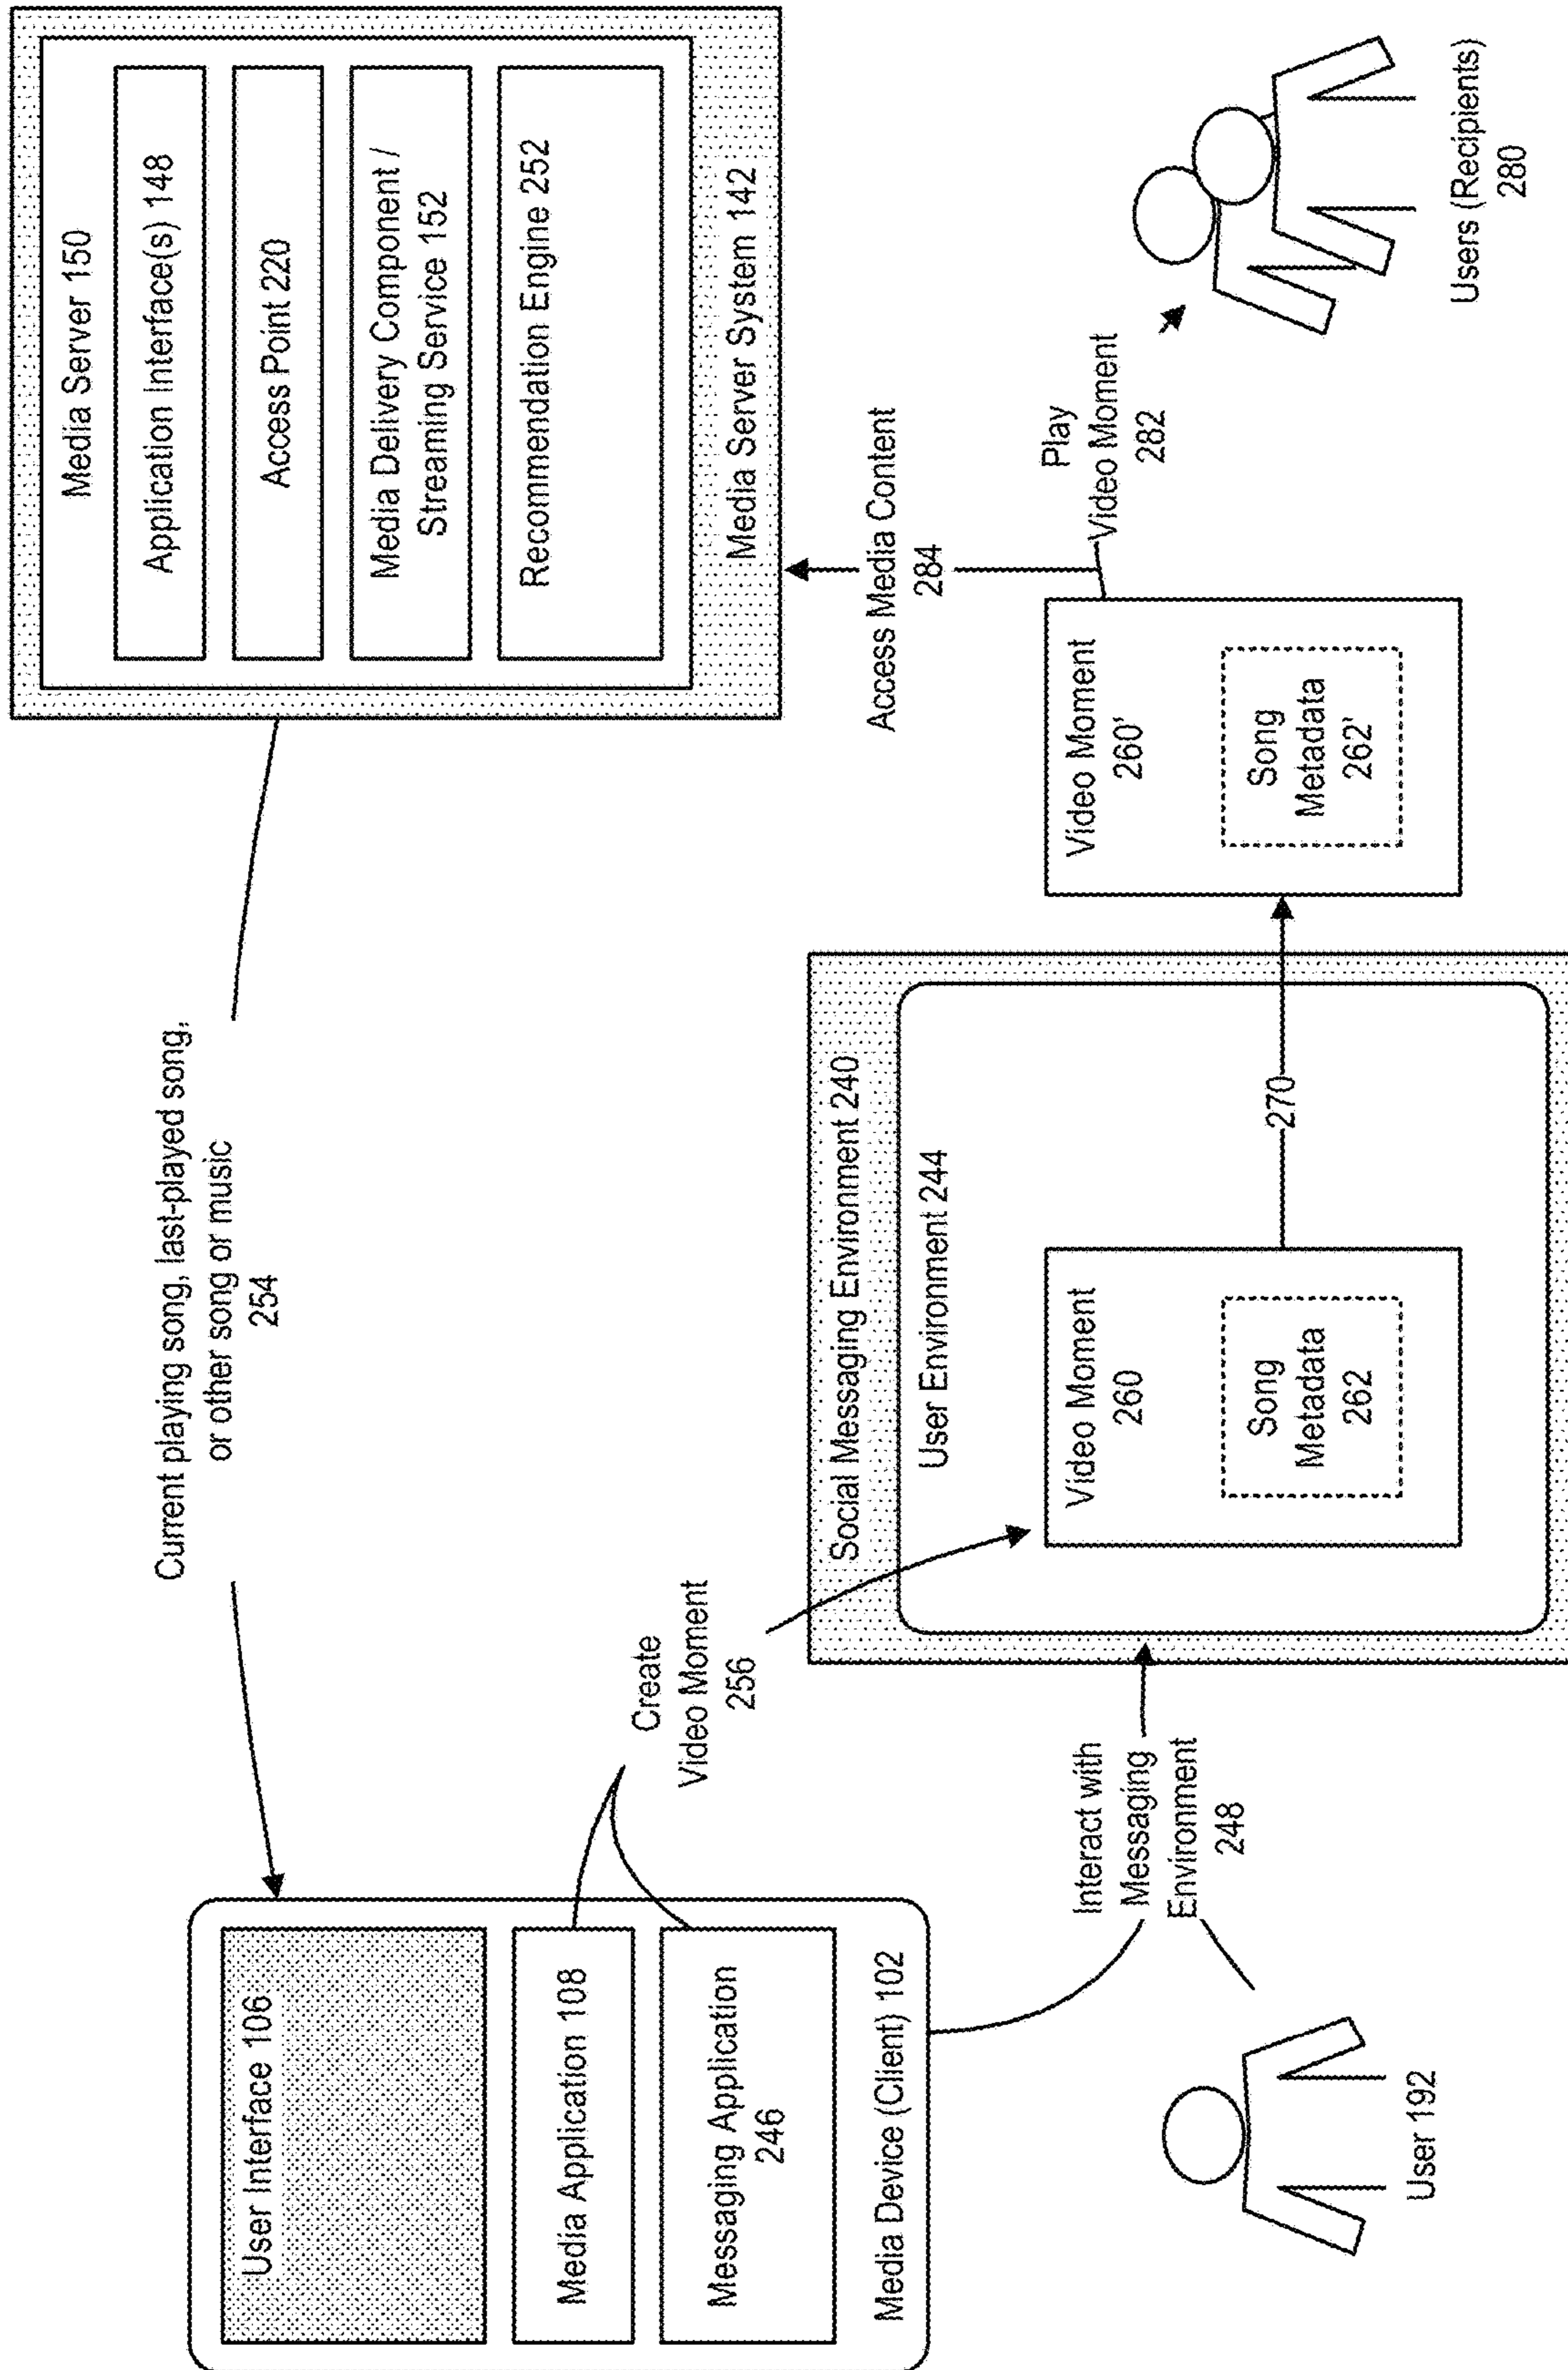 User Interface 106
Media Application 108
Messaging Application
246
Media Device (Client) 102
Current playing song, last-played song,
or other song or music
254
Media Server 150
Application Interface(s) 148
Access Point 220
Media Delivery Component /
Streaming Service 152
Recommendation Engine 252
Media Server System 142
Create
Video Moment
256
Interact with
Messaging
Environment
248
User 192
Social Messaging Environment 240
User Environment 244
Video Moment
260
Song
Metadata
262
270
Video Moment
260'
Song
Metadata
262'
Access Media Content
284
Play
Video Moment
282
Users (Recipients)
280